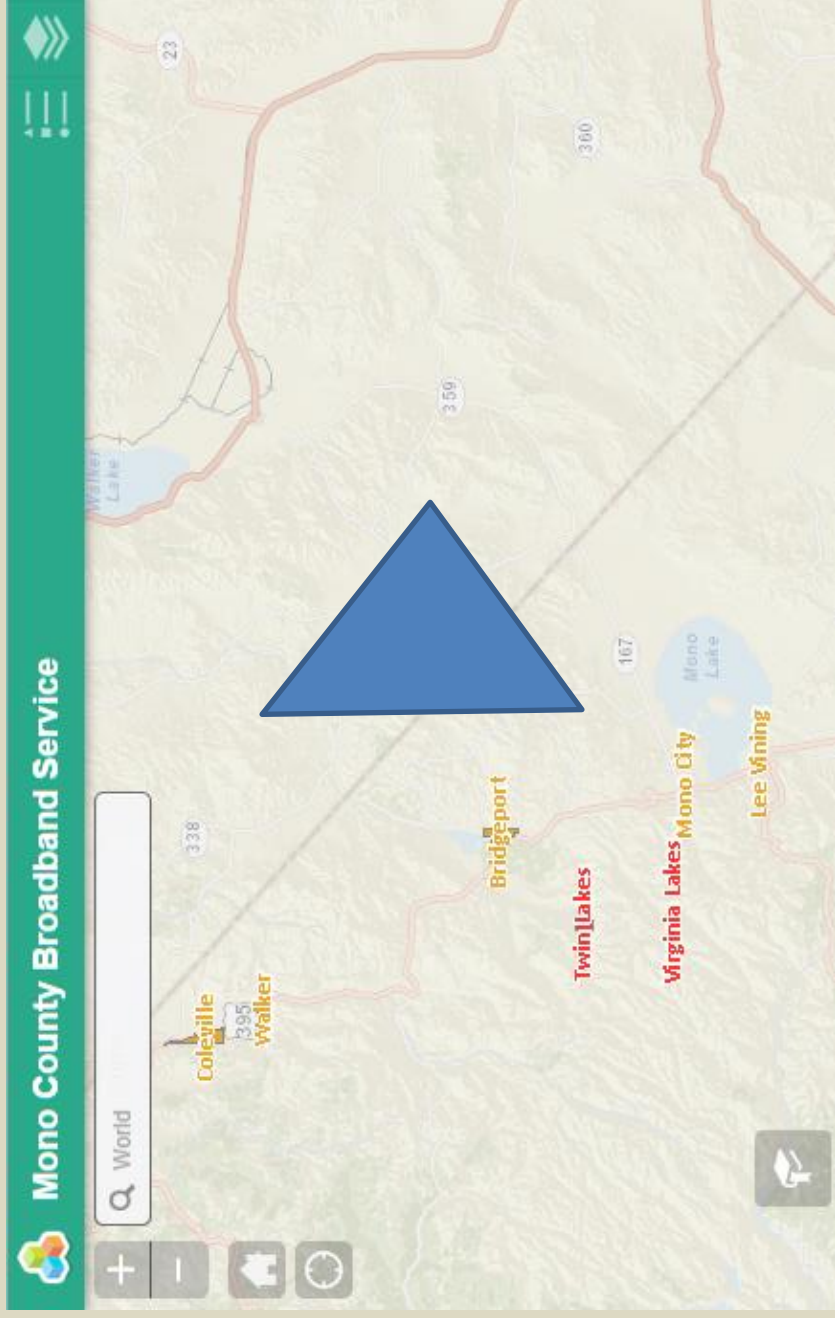 Mono County Broadband Service
World
23
338
Walker
Lake
Coleville
395
Walker
359
360
Bridgeport
Twin Lakes
167
Virginia Lakes
Mono City
Mono
Lake
Lee Vining